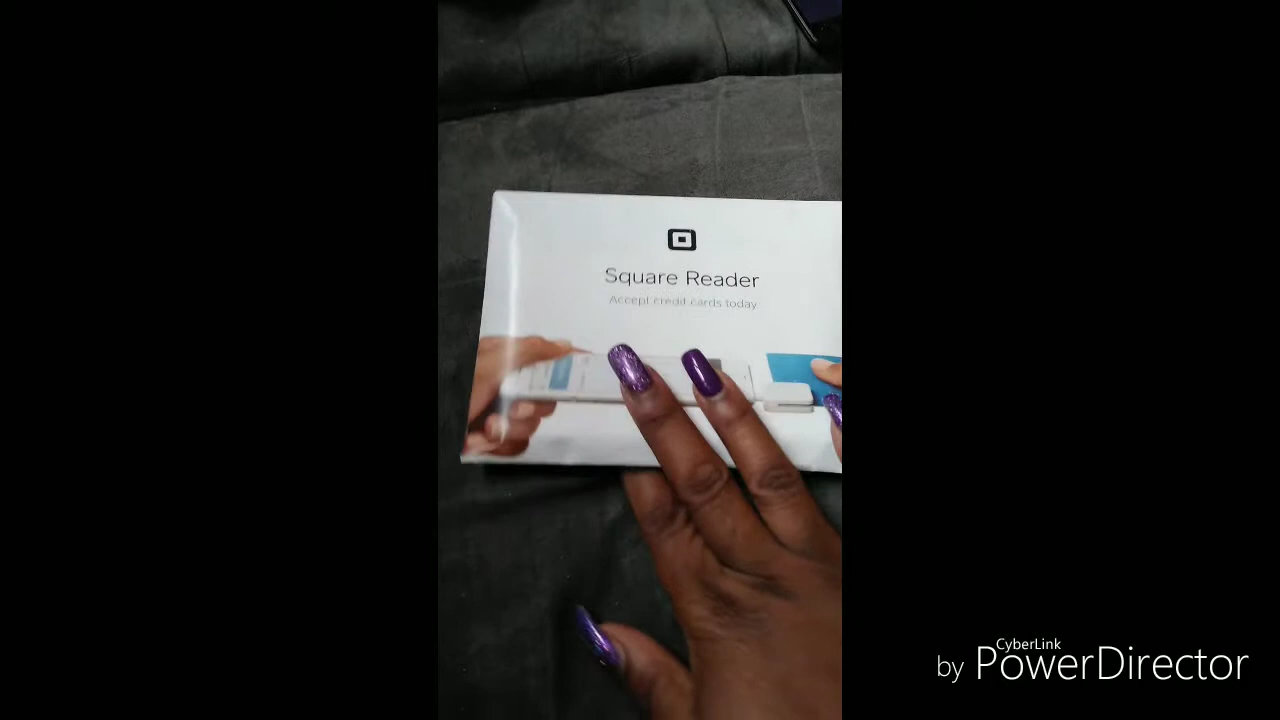 Square Reader
Accept credit cards today
CyberLink
by PowerDirector